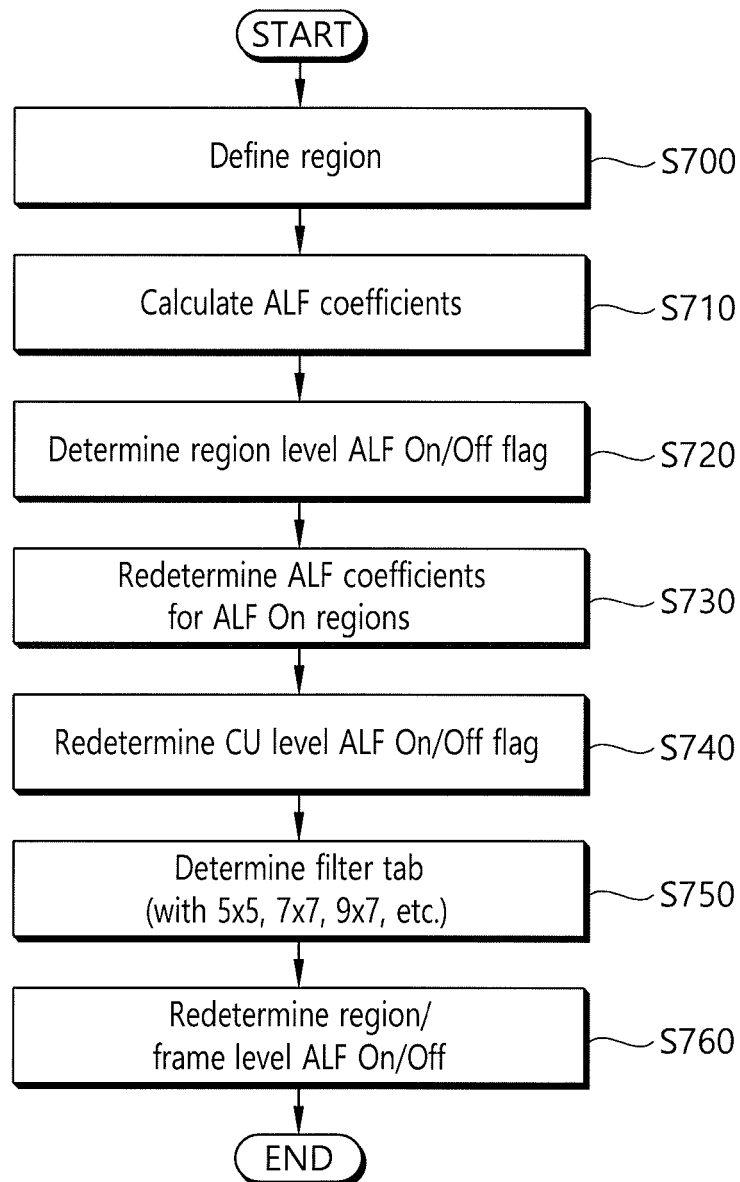 START
Define region
S700
Calculate ALF coefficients
S710
Determine region level ALF On/Off flag
S720
Redetermine ALF coefficients
for ALF On regions
S730
Redetermine CU level ALF On/Off flag
S740
Determine filter tab
(with 5x5, 7x7, 9x7, etc.)
S750
Redetermine region/
frame level ALF On/Off
S760
END